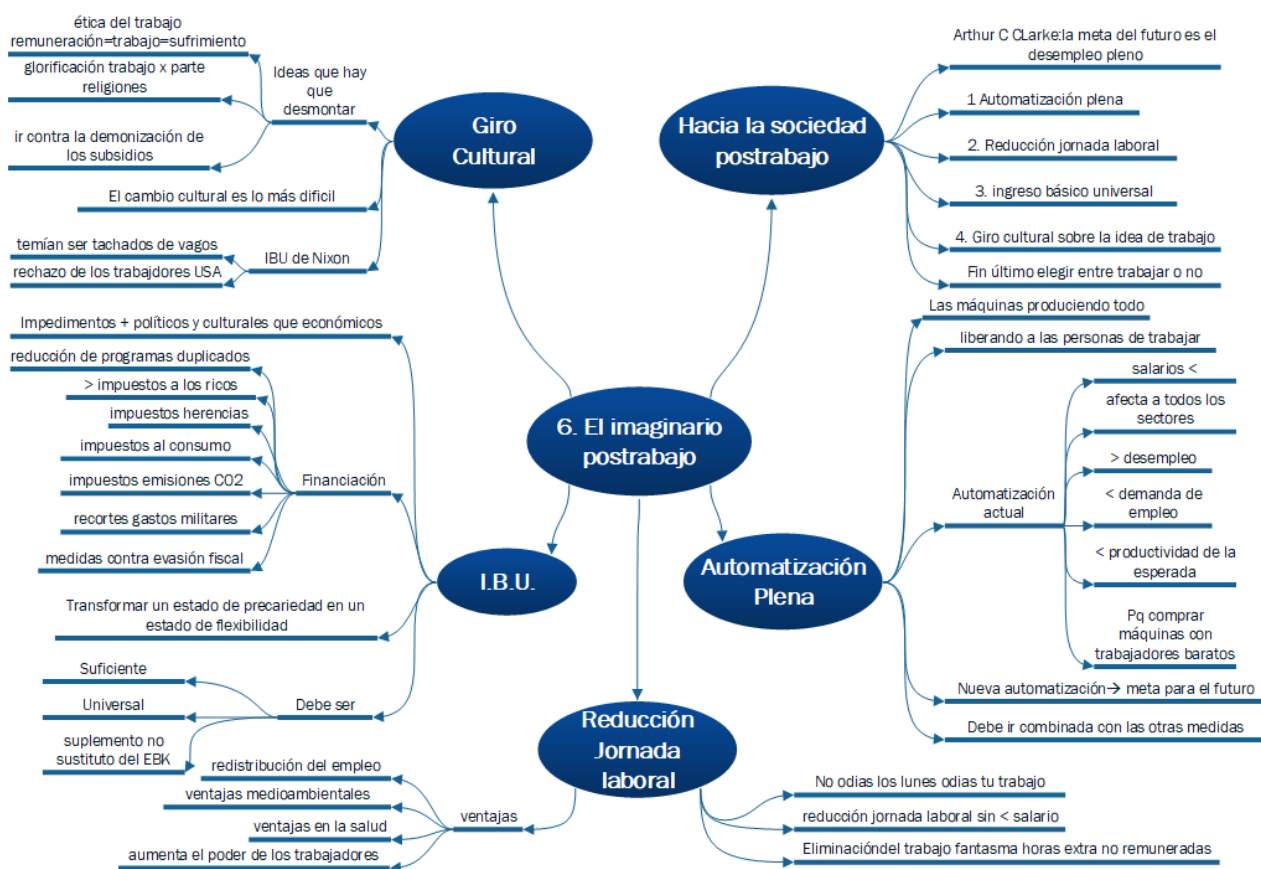 6. El imaginario
postrabajo
Giro
Cultural
Ideas que hay
que
desmontar
ética del trabajo
remuneración=trabajo=sufrimiento
glorificación trabajo x parte
religiones
ir contra la demonización de
los subsidios
El cambio cultural es lo más dificil
IBU de Nixon
temían ser tachados de vagos
rechazo de los trabajdores USA
Hacia la sociedad
postrabajo
Arthur C CLarke:la meta del futuro es el
desempleo pleno
1 Automatización plena
2. Reducción jornada laboral
3. ingreso básico universal
4. Giro cultural sobre la idea de trabajo
Fin último elegir entre trabajar o no
I.B.U.
Impedimentos + políticos y culturales que económicos
Financiación
reducción de programas duplicados
> impuestos a los ricos
impuestos herencias
impuestos al consumo
impuestos emisiones CO2
recortes gastos militares
medidas contra evasión fiscal
Transformar un estado de precariedad en un
estado de flexibilidad
Debe ser
Suficiente
Universal
suplemento no
sustituto del EBK
Automatización
Plena
Las máquinas produciendo todo
liberando a las personas de trabajar
Automatización
actual
salarios <
afecta a todos los
sectores
> desempleo
< demanda de
empleo
< productividad de la
esperada
Pq comprar
máquinas con
trabajadores baratos
Nueva automatización→ meta para el futuro
Debe ir combinada con las otras medidas
Reducción
Jornada
laboral
ventajas
redistribución del empleo
ventajas medioambientales
ventajas en la salud
aumenta el poder de los trabajadores
No odias los lunes odias tu trabajo
reducción jornada laboral sin < salario
Eliminacióndel trabajo fantasma horas extra no remuneradas